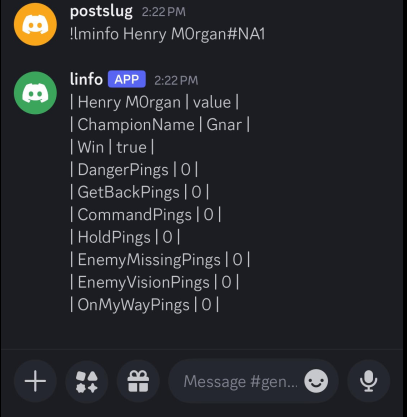 postslug 2:22 PM
!lminfo Henry M0rgan#NA1
linfo APP 2:22 PM
| Henry M0rgan | value |
| ChampionName | Gnar |
| Win | true |
| DangerPings | 0 |
| GetBackPings | 0 |
| CommandPings | 0 |
| HoldPings | 0 |
| EnemyMissingPings | 0 |
| EnemyVisionPings | 0 |
| OnMyWayPings | 0 |
Message #gen...